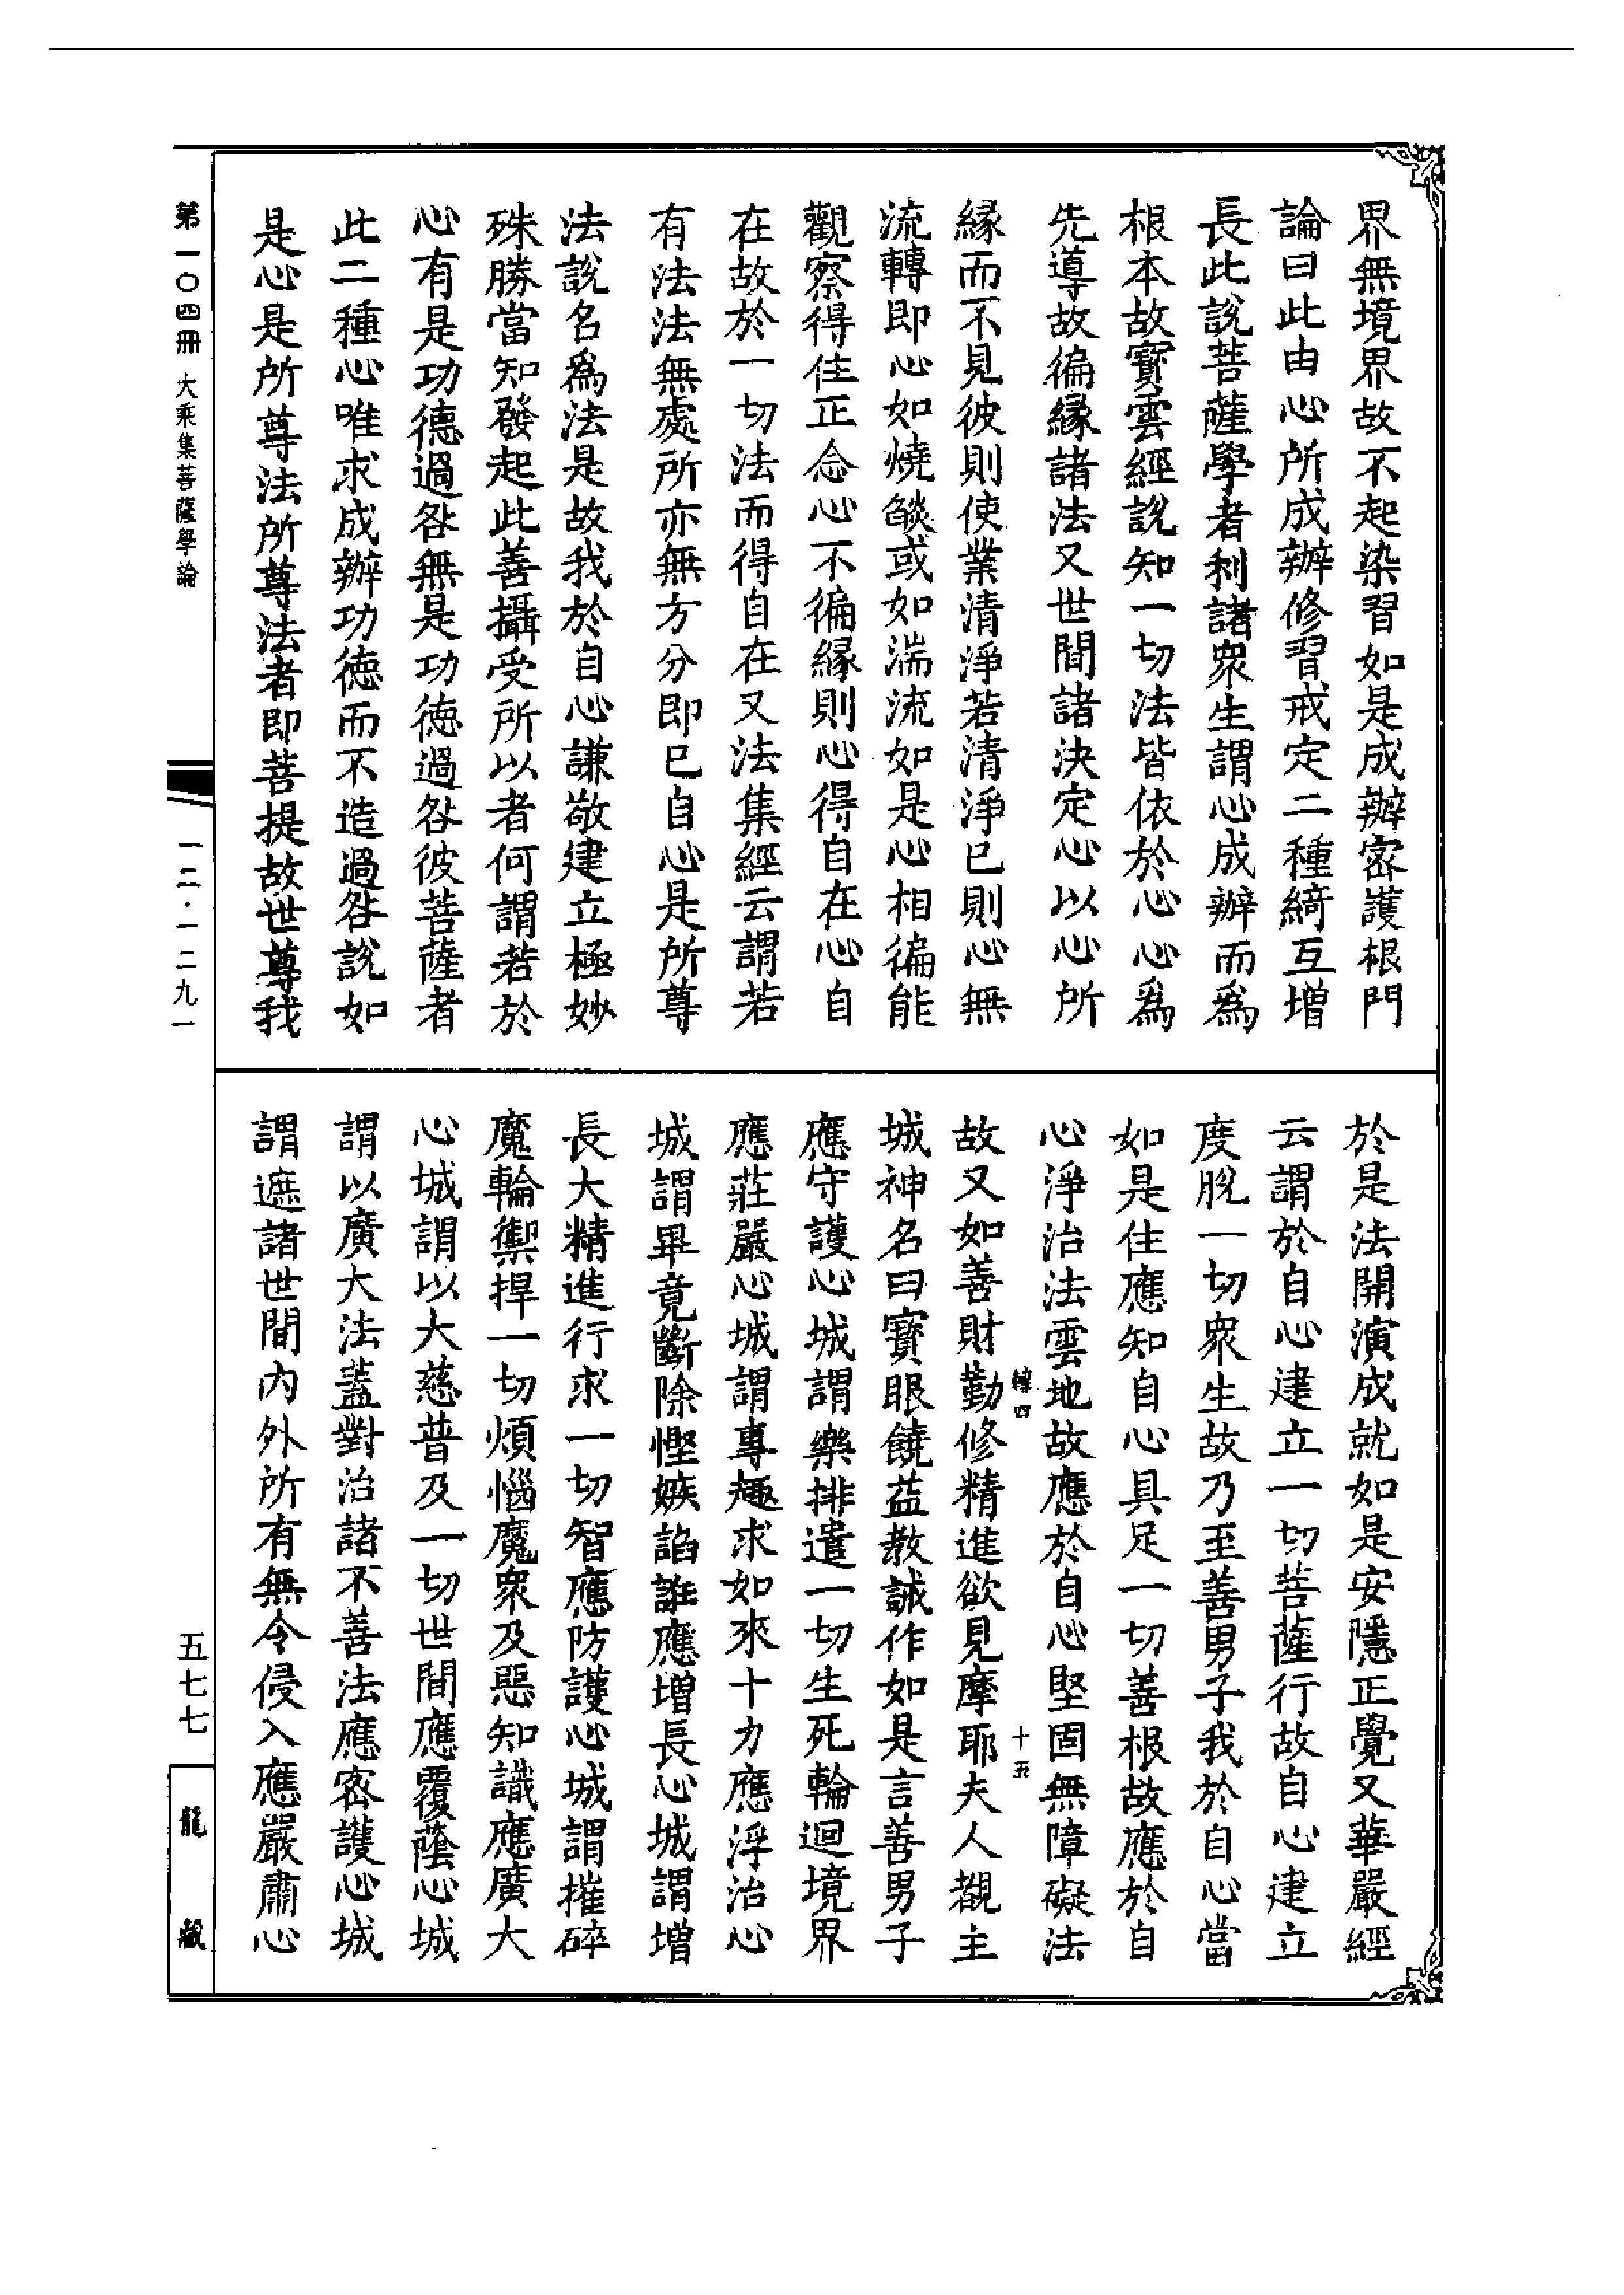 界無境界故不起染習如是成辦密護根門
論曰此由心所成辦修習戒定二種綺互增
長此說菩薩學者利諸衆生謂心成辦而爲
根本故寶雲經說知一切法皆依於心心爲
先導故徧緣諸法又世間諸決定心以心所
緣而不見彼則使業清淨若清淨已則心無
流轉即心如燒燄或如湍流如是心相徧能
觀察得住正念心不徧緣則心得自在心自
在故於一切法而得自在又法集經云謂若
有法法無處所亦無方分即已自心是所尊
法說名爲法是故我於自心謙敬建立極妙
殊勝當知發起此善攝受所以者何謂若於
心有是功德過咎無是功德過咎彼菩薩者
此二種心唯求成辦功德而不造過咎說如
是心是所尊法所尊法者即菩提故世尊我
於是法開演成就如是安隱正覺又華嚴經
云謂於自心建立一切菩薩行故自心建立
度脫一切衆生故乃至善男子我於自心當
如是住應知自心具足一切善根故應於自
心淨治法雲地故應於自心堅固無障礙法
轉四 十五
故又如善財勤修精進欲見摩耶夫人覩主
城神名曰寶眼饒益教誡作如是言善男子
應守護心城謂樂排遣一切生死輪迴境界
應莊嚴心城謂專趣求如來十力應淨治心
城謂畢竟斷除慳嫉諂誑應增長心城謂增
長大精進行求一切智應防護心城謂摧碎
魔輪禦捍一切煩惱魔衆及惡知識應廣大
心城謂以大慈普及一切世間應覆蔭心城
謂以廣大法蓋對治諸不善法應密護心城
謂遮諸世間內外所有無令侵入應嚴肅心
第一〇四冊 大乘集菩薩學論
一二·一二九一
五七七
龍藏